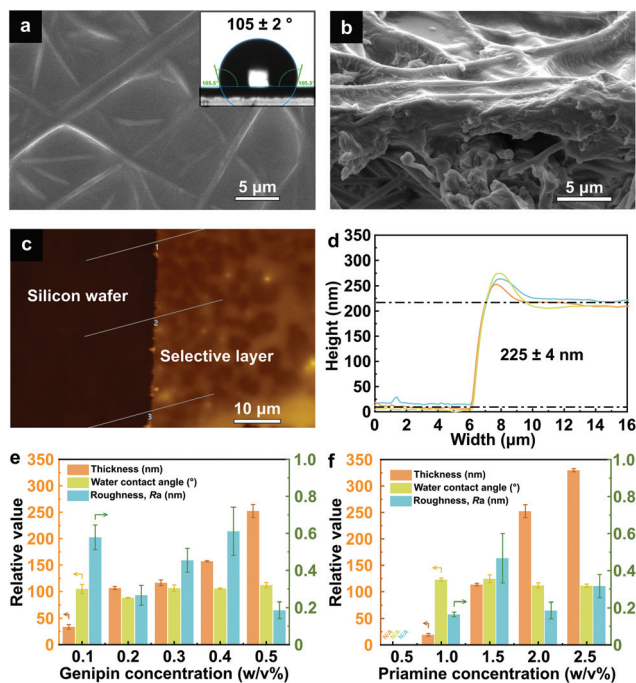 a
105 ± 2 °
105.5° 105.5°
5 µm
b
5 µm
c
Silicon wafer
Selective layer
1
2
3
10 µm
d
Height (nm)
350
300
250
200
150
100
50
0
225 ± 4 nm
0 2 4 6 8 10 12 14 16
Width (µm)
e
Relative value
350
300
250
200
150
100
50
0
Thickness (nm)
Water contact angle (°)
Roughness, Ra (nm)
1.0
0.8
0.6
0.4
0.2
0.0
0.1 0.2 0.3 0.4 0.5
Genipin concentration (w/v%)
f
Relative value
350
300
250
200
150
100
50
0
Thickness (nm)
Water contact angle (°)
Roughness, Ra (nm)
1.0
0.8
0.6
0.4
0.2
0.0
N/A N/A N/A
0.5 1.0 1.5 2.0 2.5
Priamine concentration (w/v%)